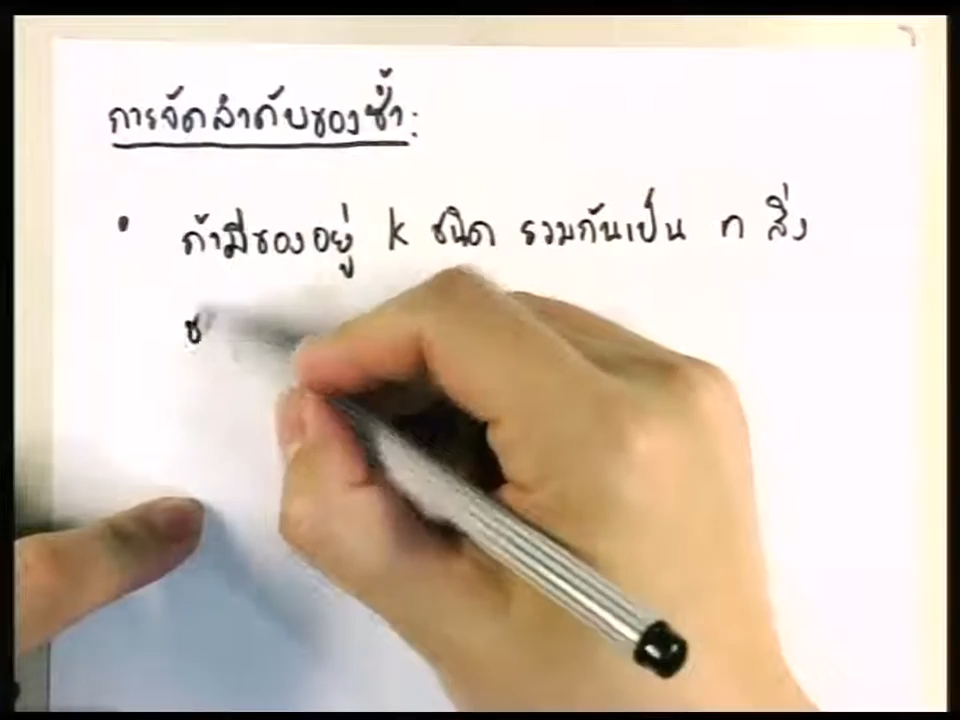 การจัดลำดับของซ้ำ:
• ถ้ามีของอยู่ k ชนิด รวมกันเป็น n สิ่ง
ช